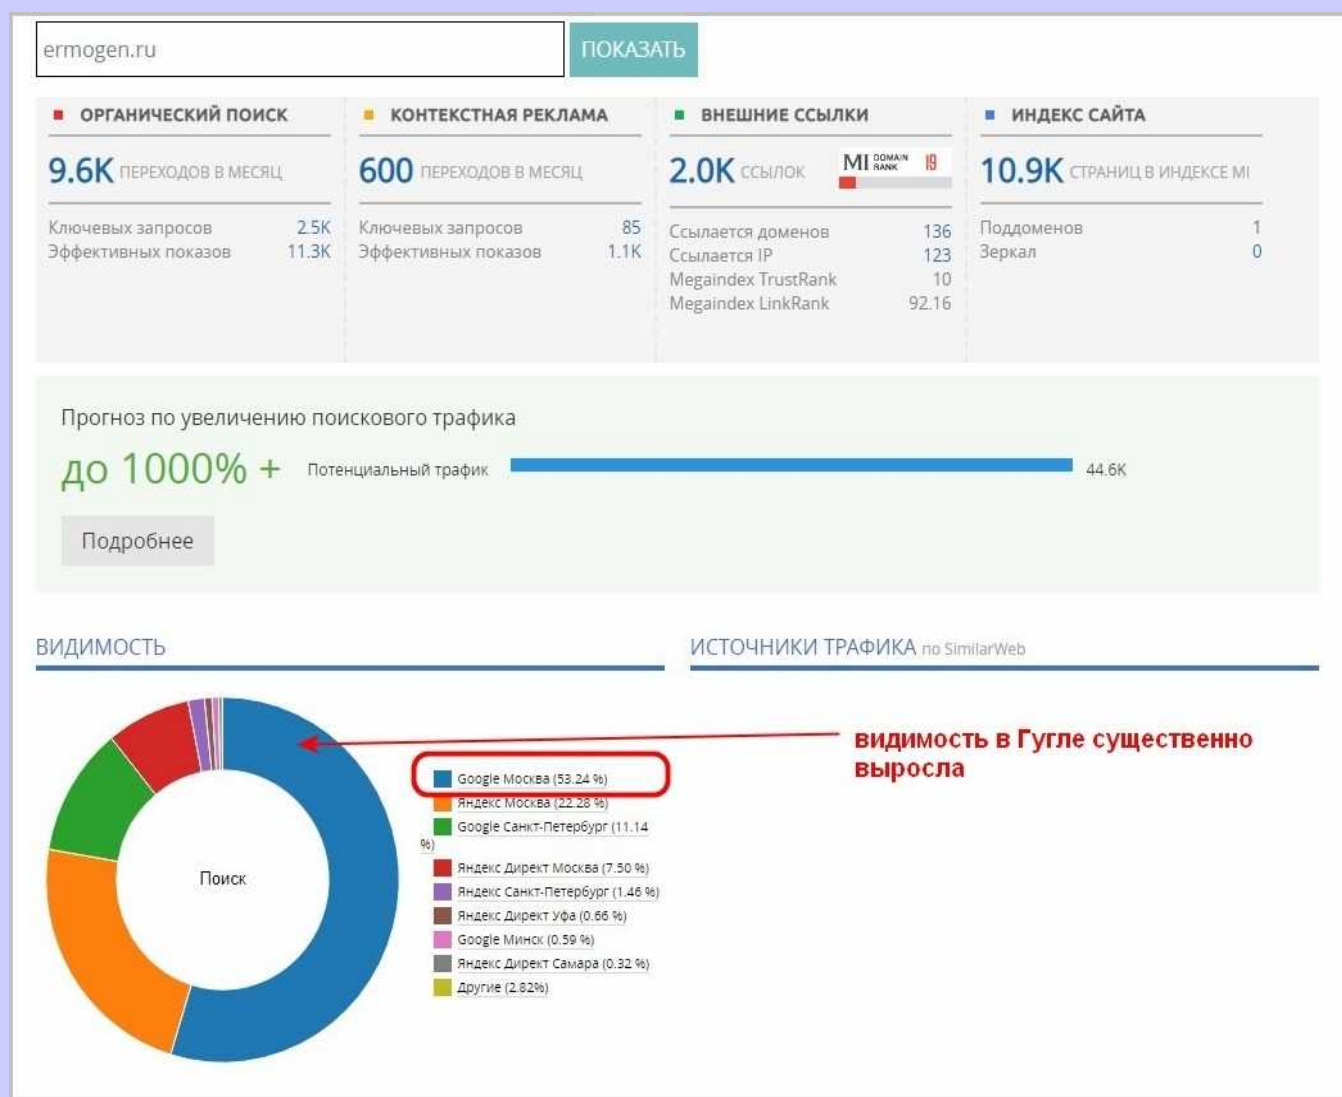 ermogen.ru
ПОКАЗАТЬ
ОРГАНИЧЕСКИЙ ПОИСК
9.6K ПЕРЕХОДОВ В МЕСЯЦ
Ключевых запросов 2.5K
Эффективных показов 11.3K
КОНТЕКСТНАЯ РЕКЛАМА
600 ПЕРЕХОДОВ В МЕСЯЦ
Ключевых запросов 85
Эффективных показов 1.1K
ВНЕШНИЕ ССЫЛКИ
2.0K ССЫЛОК
MI DOMAIN RANK 19
Ссылается доменов 136
Ссылается IP 123
Megaindex TrustRank 10
Megaindex LinkRank 92.16
ИНДЕКС САЙТА
10.9K СТРАНИЦ В ИНДЕКСЕ MI
Поддоменов 1
Зеркал 0
Прогноз по увеличению поискового трафика
до 1000% +
Потенциальный трафик 44.6K
Подробнее
ВИДИМОСТЬ
Поиск
Google Москва (53.24 %)
Яндекс Москва (22.28 %)
Google Санкт-Петербург (11.14
%)
Яндекс Директ Москва (7.50 %)
Яндекс Санкт-Петербург (1.46 %)
Яндекс Директ Уфа (0.66 %)
Google Минск (0.59 %)
Яндекс Директ Самара (0.32 %)
Другие (2.82%)
ИСТОЧНИКИ ТРАФИКА по SimilarWeb
видимость в Гугле существенно
выросла